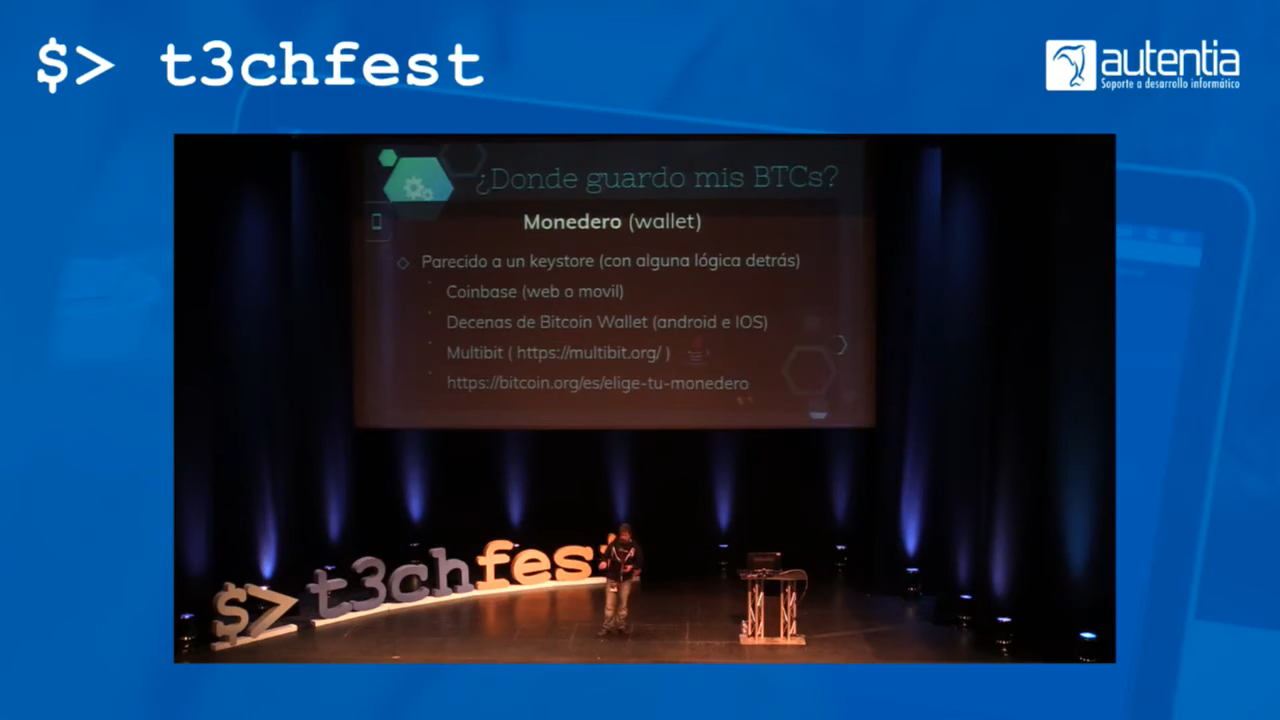 $> t3chfest
autentia
Soporte a desarrollo informático
¿Donde guardo mis BTCs?
Monedero (wallet)
Parecido a un keystore (con alguna lógica detrás)
Coinbase (web o movil)
Decenas de Bitcoin Wallet (android e IOS)
Multibit ( https://multibit.org/ )
https://bitcoin.org/es/elige-tu-monedero
$> t3chfest